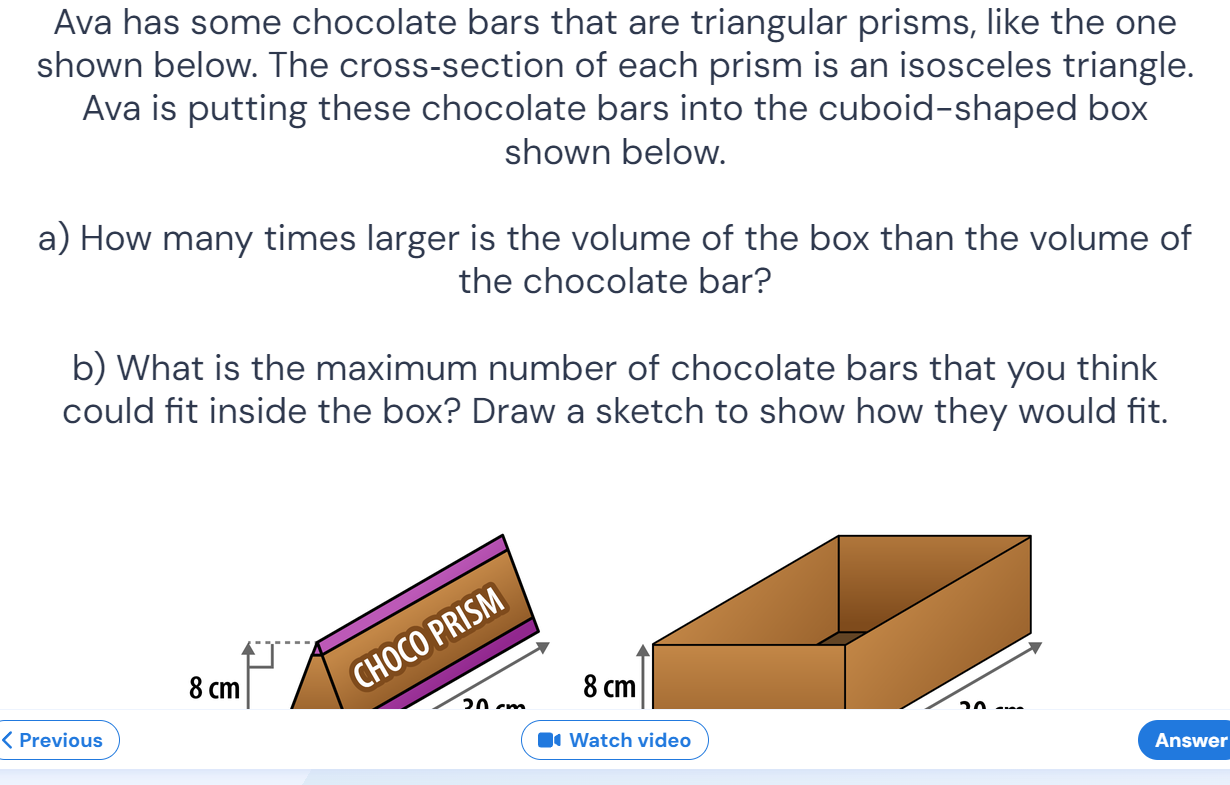 Ava has some chocolate bars that are triangular prisms, like the one
shown below. The cross-section of each prism is an isosceles triangle.
Ava is putting these chocolate bars into the cuboid-shaped box
shown below.
a) How many times larger is the volume of the box than the volume of
the chocolate bar?
b) What is the maximum number of chocolate bars that you think
could fit inside the box? Draw a sketch to show how they would fit.
CHOCO PRISM
8 cm
8 cm
Previous
Watch video
Answer